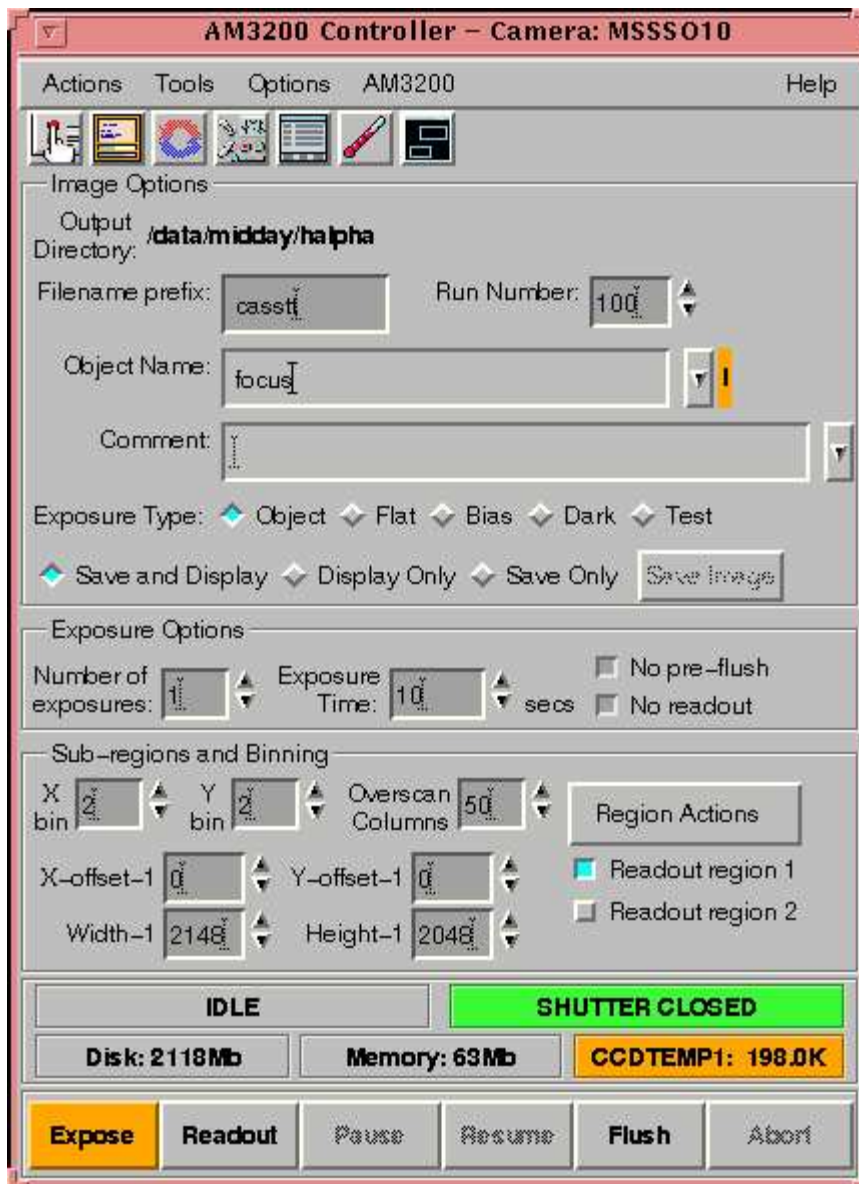 AM3200 Controller – Camera: MSSSO10
Actions Tools Options AM3200 Help
Image Options
Output Directory: /data/midday/halpha
Filename prefix: casstf Run Number: 100
Object Name: focus I
Comment:
Exposure Type: Object Flat Bias Dark Test
Save and Display Display Only Save Only Save Image
Exposure Options
Number of exposures: 1 Exposure Time: 10 secs No pre-flush
No readout
Sub-regions and Binning
X bin 2 Y bin 2 Overscan Columns 50 Region Actions
X-offset-1 0 Y-offset-1 0 Readout region 1
Width-1 2148 Height-1 2048 Readout region 2
IDLE SHUTTER CLOSED
Disk: 2118Mb Memory: 63Mb CCDTEMP1: 198.0K
Expose Readout Pause Resume Flush Abort